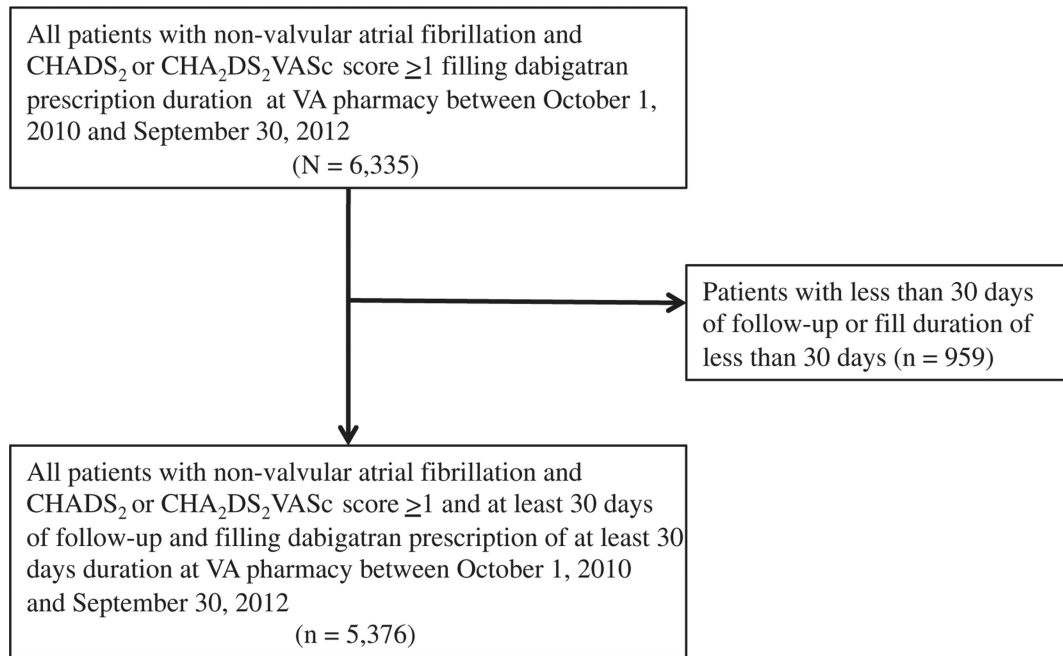 All patients with non-valvular atrial fibrillation and
CHADS₂ or CHA₂DS₂VASc score ≥1 filling dabigatran
prescription duration at VA pharmacy between October 1,
2010 and September 30, 2012
(N = 6,335)
Patients with less than 30 days
of follow-up or fill duration of
less than 30 days (n = 959)
All patients with non-valvular atrial fibrillation and
CHADS₂ or CHA₂DS₂VASc score ≥1 and at least 30 days
of follow-up and filling dabigatran prescription of at least 30
days duration at VA pharmacy between October 1, 2010
and September 30, 2012
(n = 5,376)